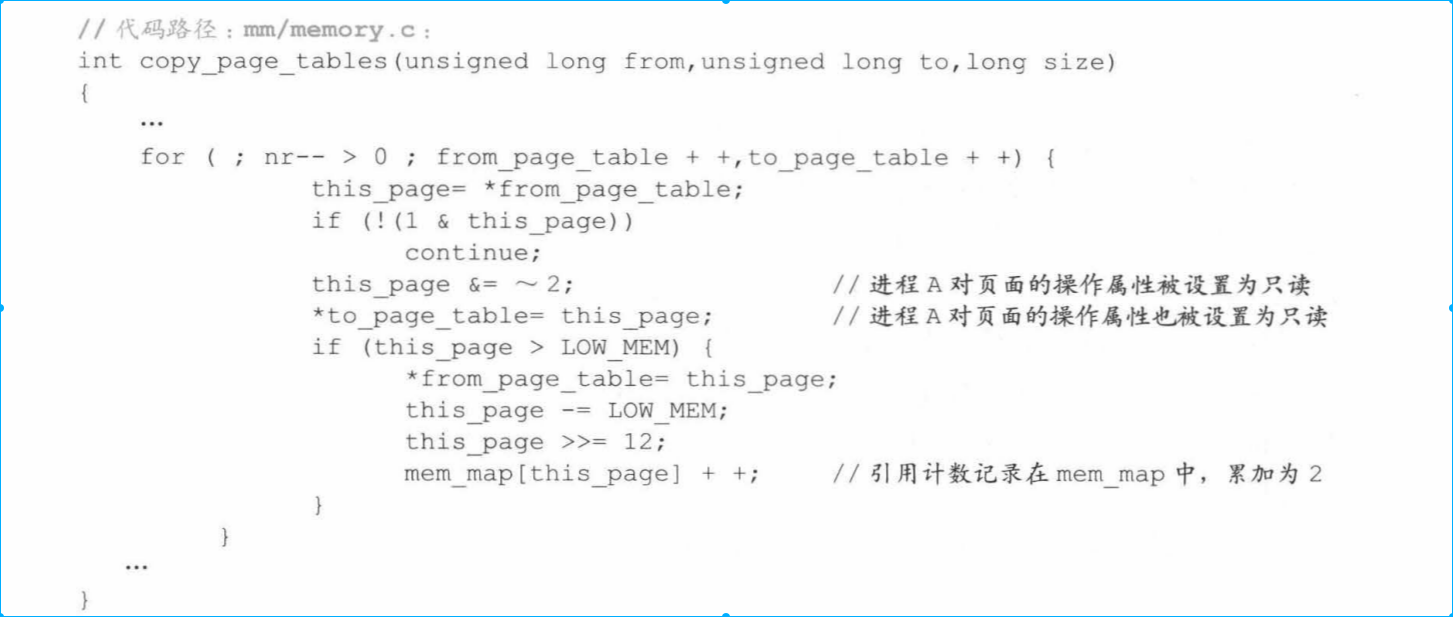 // 代码路径：mm/memory.c：
int copy_page_tables(unsigned long from,unsigned long to,long size)
{
…
for ( ; nr-- > 0 ; from_page_table + +,to_page_table + +) {
this_page= *from_page_table;
if (!(1 & this_page))
continue;
this_page &= ～2; // 进程 A 对页面的操作属性被设置为只读
*to_page_table= this_page; // 进程 A 对页面的操作属性也被设置为只读
if (this_page > LOW_MEM) {
*from_page_table= this_page;
this_page -= LOW_MEM;
this_page >>= 12;
mem_map[this_page] + +; // 引用计数记录在 mem_map 中，累加为 2
}
}
…
}